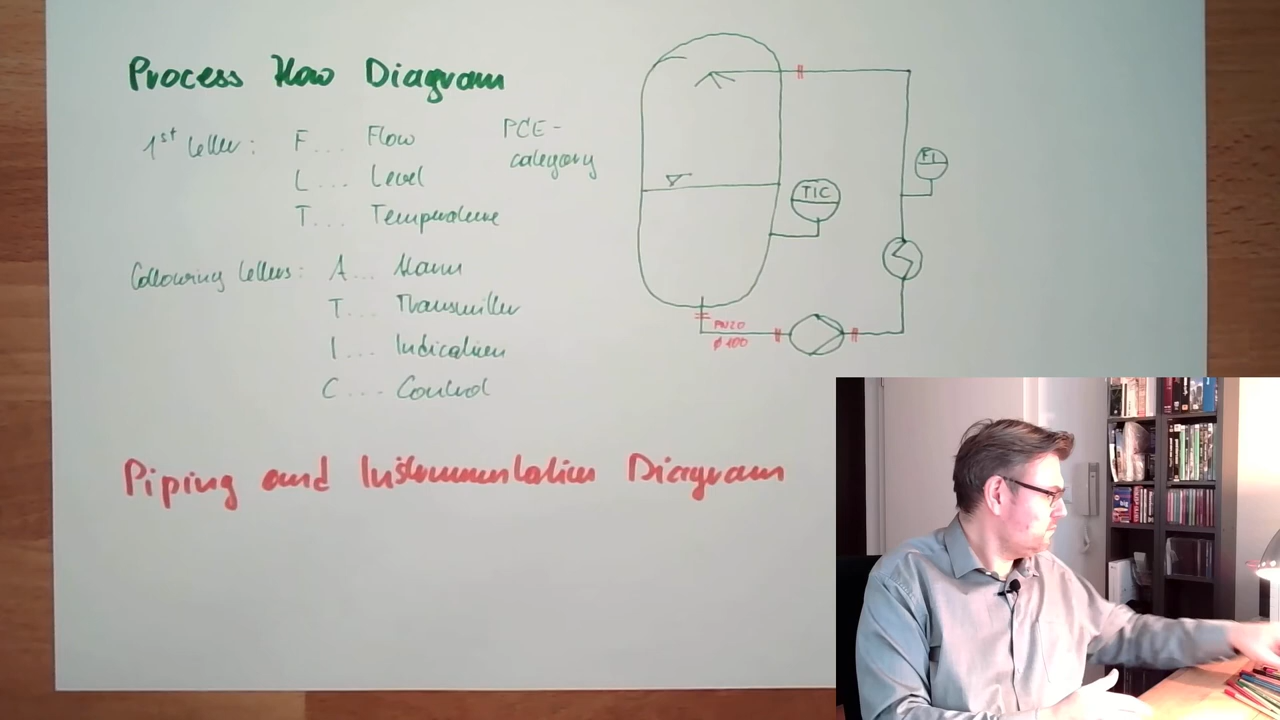 Process Flow Diagram
1st letter: F... Flow
PCE-
category
L... Level
T... Temperature
Following letters: A... Alarm
T... Transmitter
I... Indication
C... Control
Piping and Instrumentation Diagram
TIC
FI
PN20
Ø100